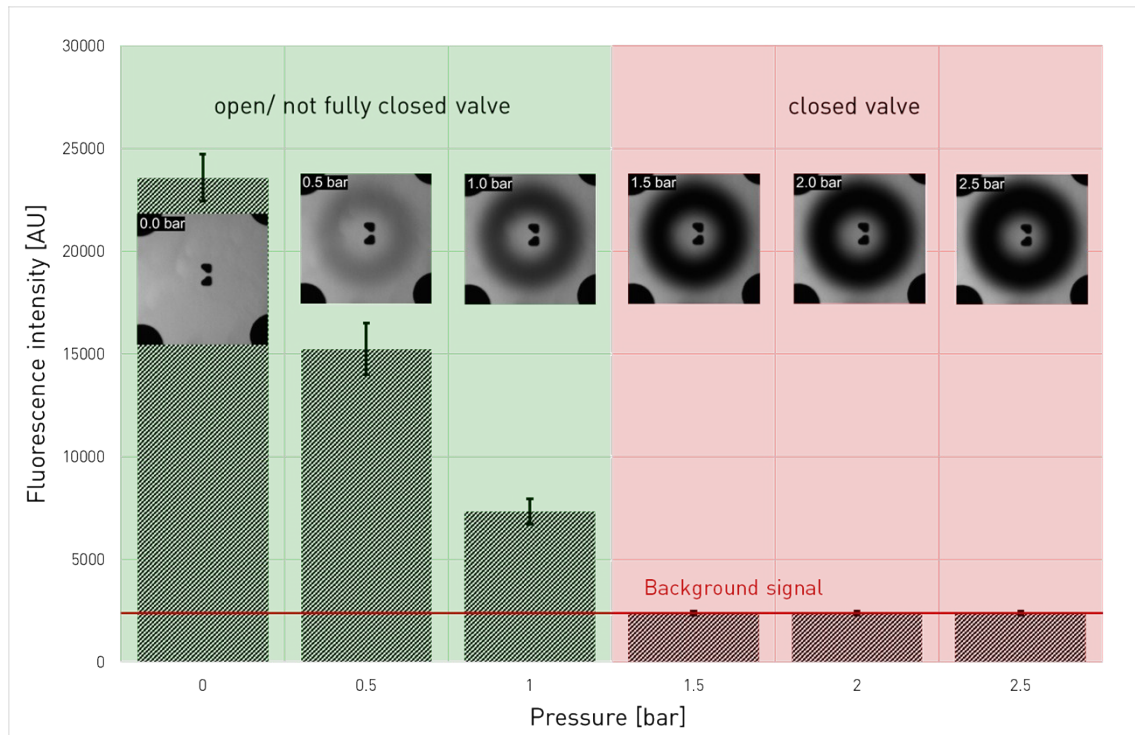 30000
25000
20000
15000
10000
5000
0
Fluorescence intensity [AU]
open/ not fully closed valve
closed valve
0.0 bar
0.5 bar
1.0 bar
1.5 bar
2.0 bar
2.5 bar
Background signal
0
0.5
1
1.5
2
2.5
Pressure [bar]